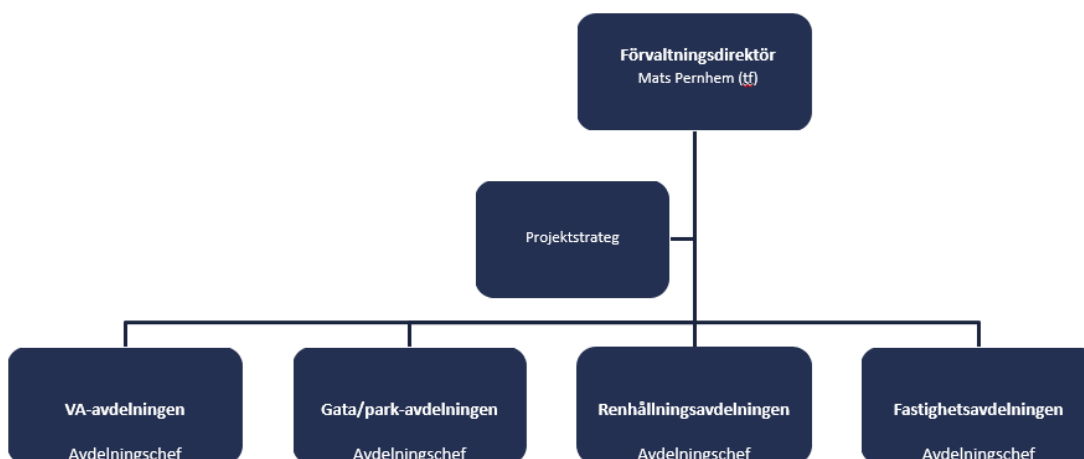 Förvaltningsdirektör
Mats Pernhem (tf)
Projektstrateg
VA-avdelningen
Avdelningschef
Gata/park-avdelningen
Avdelningschef
Renhållningsavdelningen
Avdelningschef
Fastighetsavdelningen
Avdelningschef